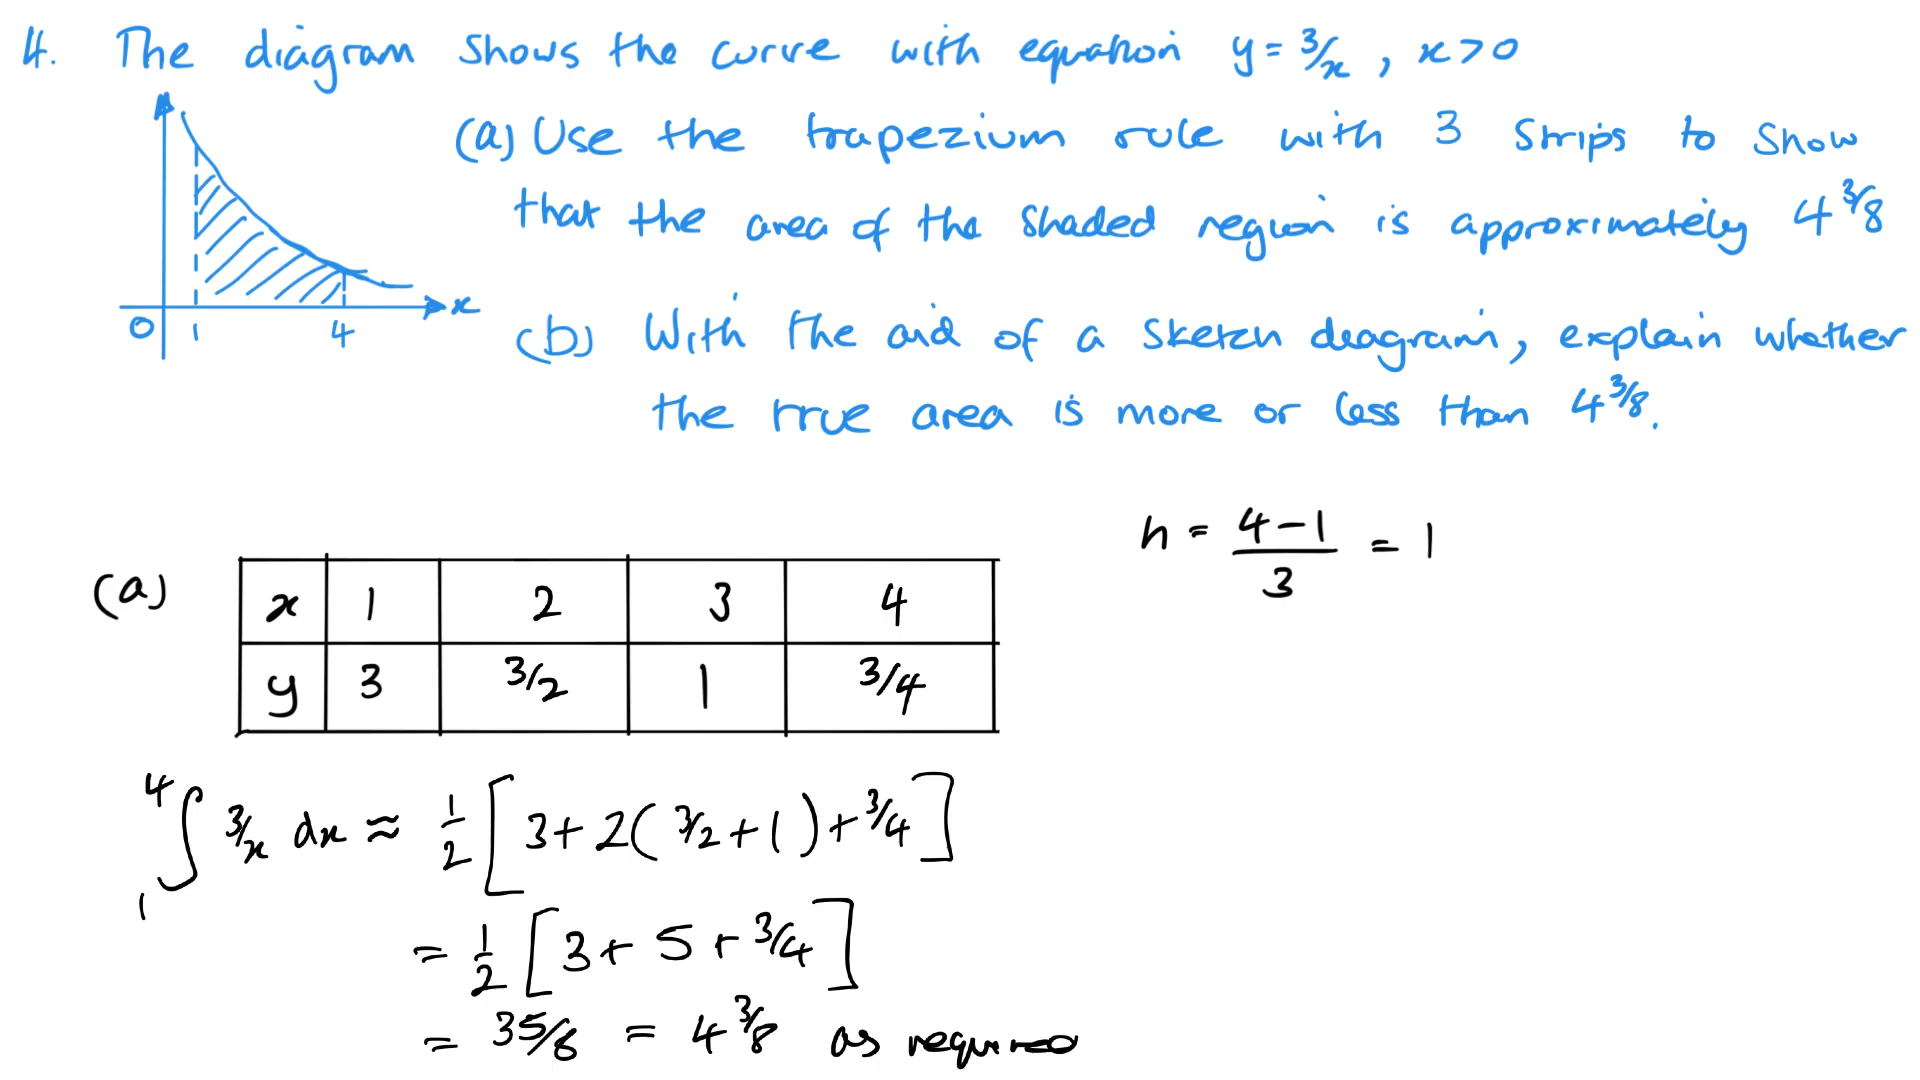 4. The diagram shows the curve with equation y = 3/x , x > 0
(a) Use the trapezium rule with 3 strips to show
that the area of the shaded region is approximately 4 3/8
O 1 4 x
(b) With the aid of a sketch diagram, explain whether
the true area is more or less than 4 3/8.
h = (4-1)/3 = 1
(a)
x 1 2 3 4
y 3 3/2 1 3/4
∫₁⁴ 3/x dx ≈ 1/2 [3 + 2(3/2 + 1) + 3/4]
= 1/2 [3 + 5 + 3/4]
= 35/8 = 4 3/8 as required